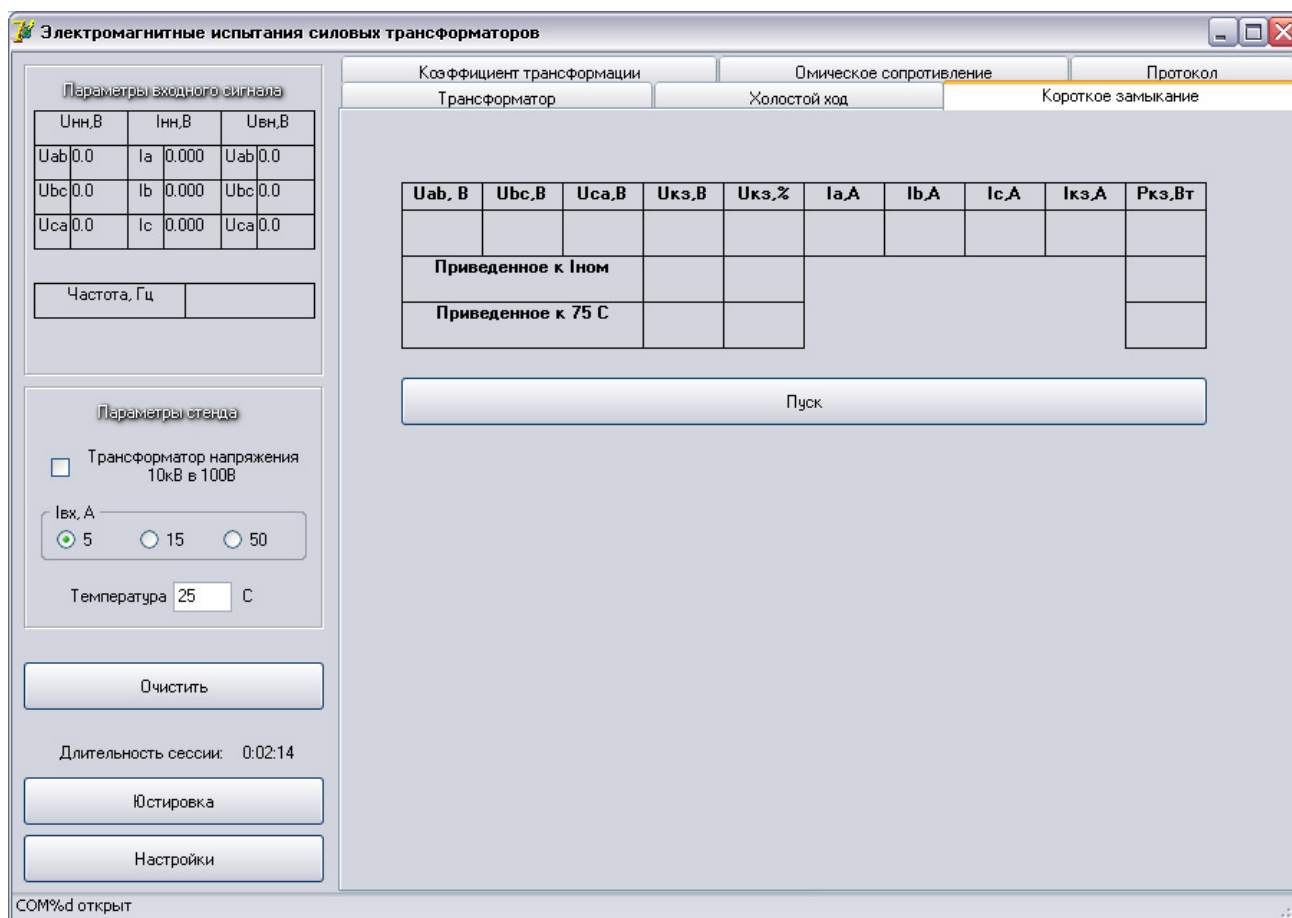 Электромагнитные испытания силовых трансформаторов
Параметры входного сигнала
Uнн,В Iнн,В Uвн,В
Uab 0.0 Ia 0.000 Uab 0.0
Ubc 0.0 Ib 0.000 Ubc 0.0
Uca 0.0 Ic 0.000 Uca 0.0
Частота, Гц
Параметры стенда
Трансформатор напряжения
10кВ в 100В
Iвх, А
5 15 50
Температура 25 С
Очистить
Длительность сессии: 0:02:14
Юстировка
Настройки
Коэффициент трансформации Омическое сопротивление Протокол
Трансформатор Холостой ход Короткое замыкание
Uab, В Ubc,В Uca,В Uкз,В Uкз,% Ia,А Ib,А Ic,А Iкз,А Ркз,Вт
Приведенное к Iном
Приведенное к 75 С
Пуск
COM%d открыт